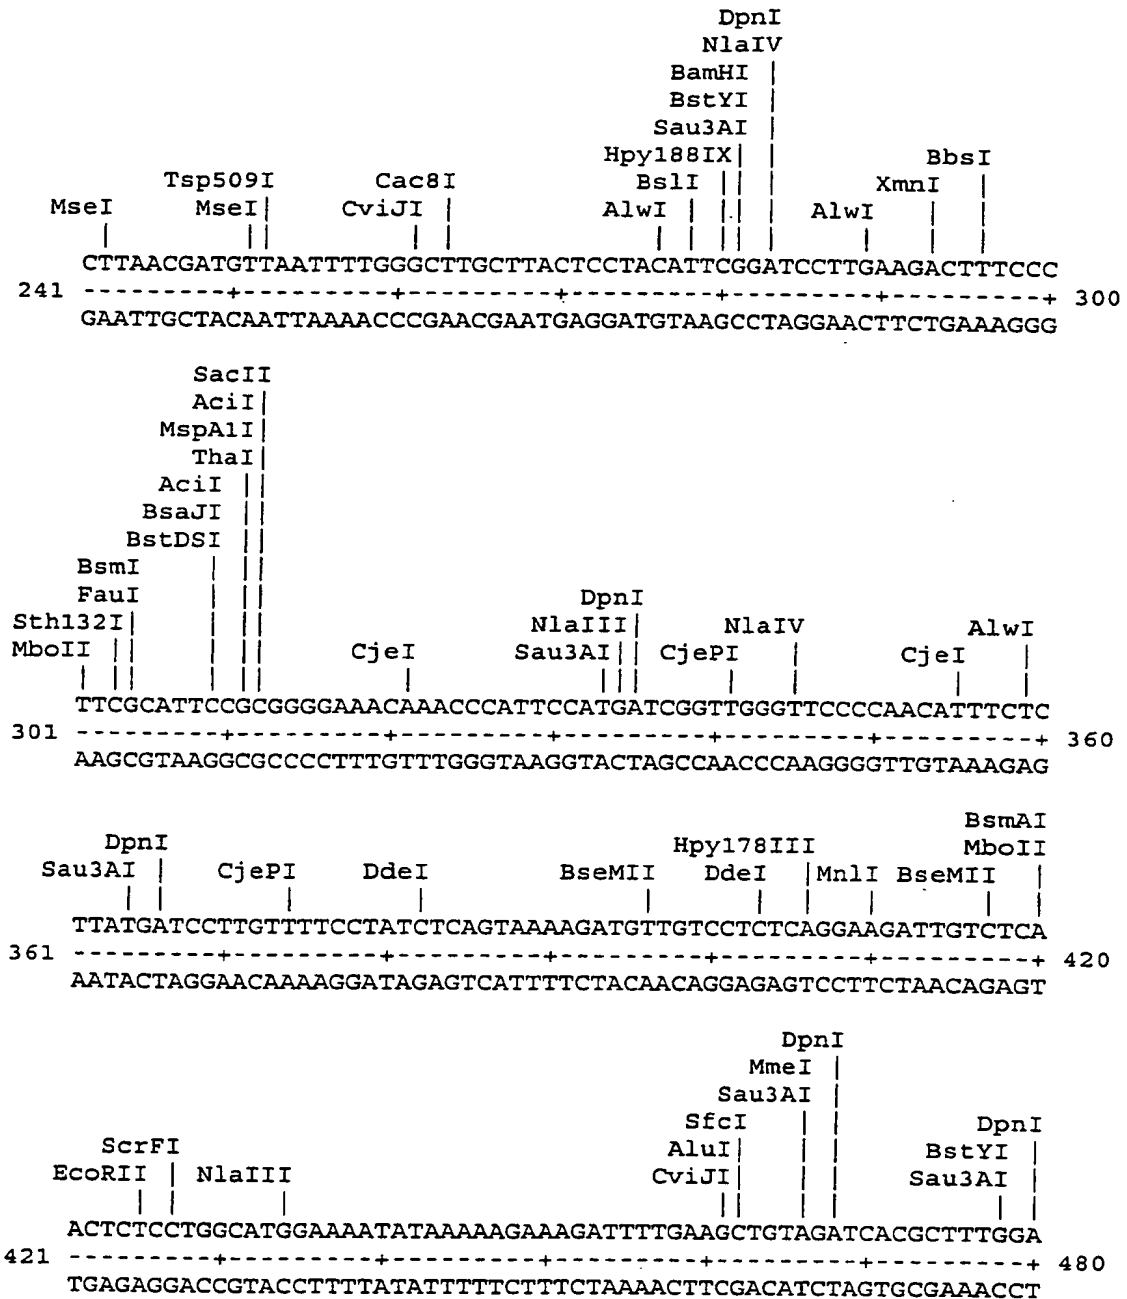 DpnI
NlaIV
BamHI
BstYI
Sau3AI
Hpy188IX BbsI
Tsp509I Cac8I BslI XmnI
MseI MseI CviJI AlwI AlwI
CTTAACGATGTTAATTTTGGGCTTGCTTACTCCTACATTCGGATCCTTGAAGACTTTCCC
241 ---------+---------+---------+---------+---------+---------+ 300
GAATTGCTACAATTAAAACCCGAACGAATGAGGATGTAAGCCTAGGAACTTCTGAAAGGG
SacII
AciI
MspA1I
ThaI
AciI
BsaJI
BstDSI
BsmI
FauI DpnI
Sth132I NlaIII NlaIV AlwI
MboII CjeI Sau3AI CjePI CjeI
TTCGCATTCCGCGGGGAAACAAACCCATTCCATGATCGGTTGGGTTCCCCAACATTTCTC
301 ---------+---------+---------+---------+---------+---------+ 360
AAGCGTAAGGCGCCCCTTTGTTTGGGTAAGGTACTAGCCAACCCAAGGGGTTGTAAAGAG
BsmAI
DpnI Hpy178III MboII
Sau3AI CjePI DdeI BseMII DdeI MnlI BseMII
TTATGATCCTTGTTTTCCTATCTCAGTAAAAGATGTTGTCCTCTCAGGAAGATTGTCTCA
361 ---------+---------+---------+---------+---------+---------+ 420
AATACTAGGAACAAAAGGATAGAGTCATTTTCTACAACAGGAGAGTCCTTCTAACAGAGT
DpnI
MmeI
Sau3AI
SfcI DpnI
ScrFI AluI BstYI
EcoRII NlaIII CviJI Sau3AI
ACTCTCCTGGCATGGAAAATATAAAAAGAAAGATTTTGAAGCTGTAGATCACGCTTTGGA
421 ---------+---------+---------+---------+---------+---------+ 480
TGAGAGGACCGTACCTTTTATATTTTTCTTTCTAAAACTTCGACATCTAGTGCGAAACCT